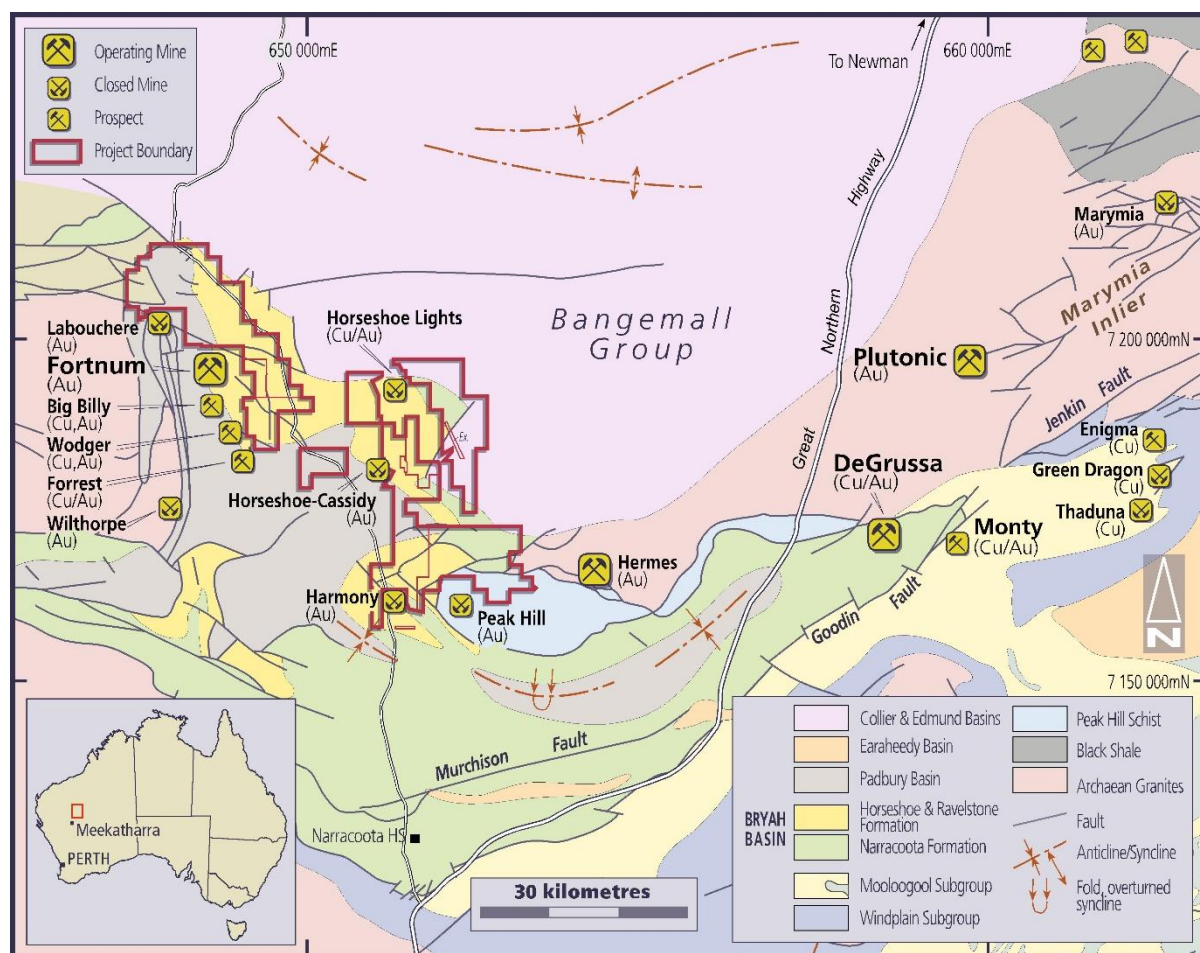 650 000mE
660 000mE
To Newman
Operating Mine
Closed Mine
Prospect
Project Boundary
Great Northern Highway
Marymia
(Au)
Marymia
Inlier
Bangemall
Group
Horseshoe Lights
(Cu/Au)
Labouchere
(Au)
Fortnum
(Au)
Big Billy
(Cu,Au)
Wodger
(Cu,Au)
Forrest
(Cu/Au)
Wilthorpe
(Au)
Ex.
Horseshoe-Cassidy
(Au)
Plutonic
(Au)
7 200 000mN
Jenkin Fault
Enigma
(Cu)
Green Dragon
(Cu)
Thaduna
(Cu)
DeGrussa
(Cu/Au)
Monty
(Cu/Au)
Hermes
(Au)
Harmony
(Au)
Peak Hill
(Au)
Goodin Fault
N
7 150 000mN
Murchison Fault
Narracoota HS
30 kilometres
Meekatharra
PERTH
Collier & Edmund Basins
Earaheedy Basin
Padbury Basin
BRYAH
BASIN
Horseshoe & Ravelstone
Formation
Narracoota Formation
Mooloogool Subgroup
Windplain Subgroup
Peak Hill Schist
Black Shale
Archaean Granites
Fault
Anticline/Syncline
Fold, overturned
syncline